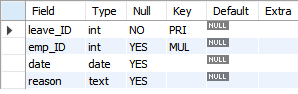 Field Type Null Key Default Extra
leave_ID int NO PRI NULL
emp_ID int YES MUL NULL
date date YES NULL
reason text YES NULL